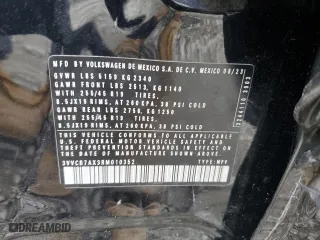 MFD BY VOLKSWAGEN DE MEXICO S.A. DE C.V. MEXICO 08/23
GVWR LBS 5159 KG 2340
GAWR FRONT LBS 2513, KG 1140
WITH 255/45 R19 TIRES,
8.5JX19 RIMS, AT 260 KPA, 38 PSI COLD
GAWR REAR LBS 2756, KG 1250
WITH 255/45 R19 TIRES,
8.5JX19 RIMS, AT 260 KPA, 38 PSI COLD
THIS VEHICLE CONFORMS TO ALL APPLICABLE
FEDERAL MOTOR VEHICLE SAFETY AND
THEFT PREVENTION STANDARDS IN EFFECT
ON THE DATE OF MANUFACTURE SHOWN ABOVE.
3VVCB7AX3RM010352 TYPE: MPV